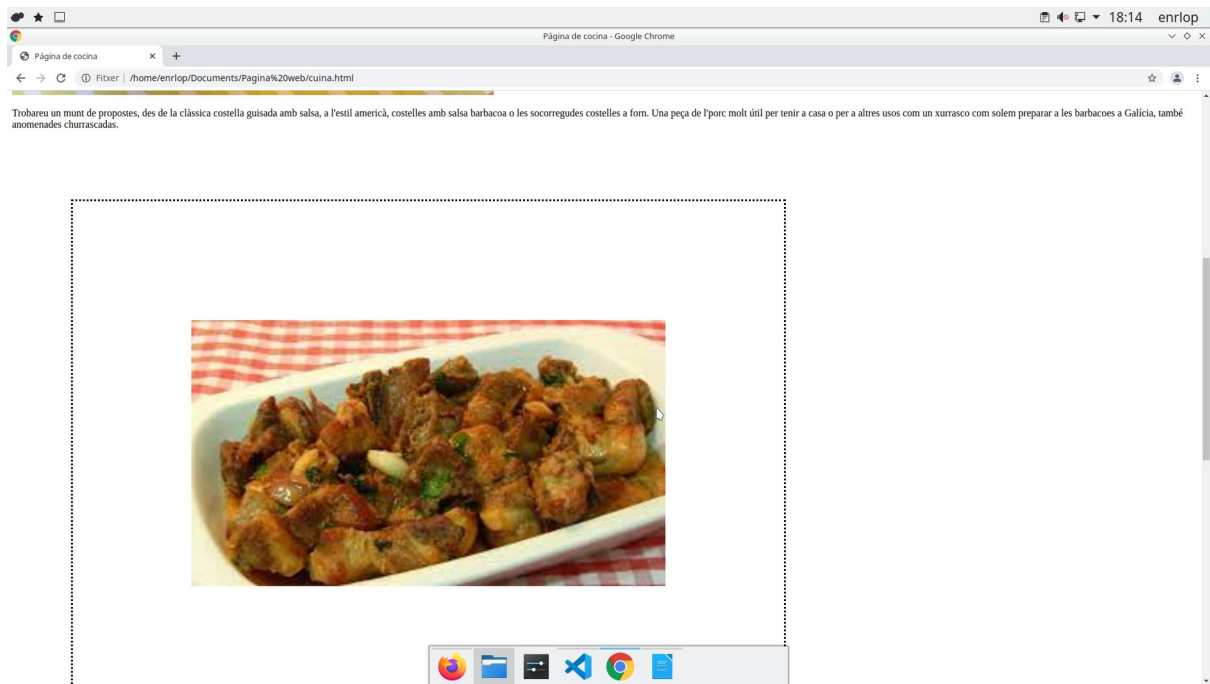 18:14 enrlop
Página de cocina - Google Chrome
Página de cocina
Fitxer | /home/enrlop/Documents/Pagina%20web/cuina.html
Trobareu un munt de propostes, des de la clàssica costella guisada amb salsa, a l'estil americà, costelles amb salsa barbacoa o les socorregudes costelles a forn. Una peça de l'porc molt útil per tenir a casa o per a altres usos com un xurrasco com solem preparar a les barbacoes a Galícia, també
anomenades churrascadas.